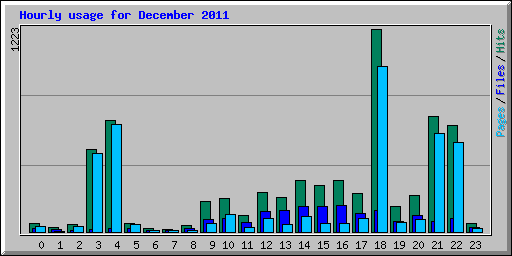 Hourly usage for December 2011
1223
Pages / Files / Hits
0 1 2 3 4 5 6 7 8 9 10 11 12 13 14 15 16 17 18 19 20 21 22 23